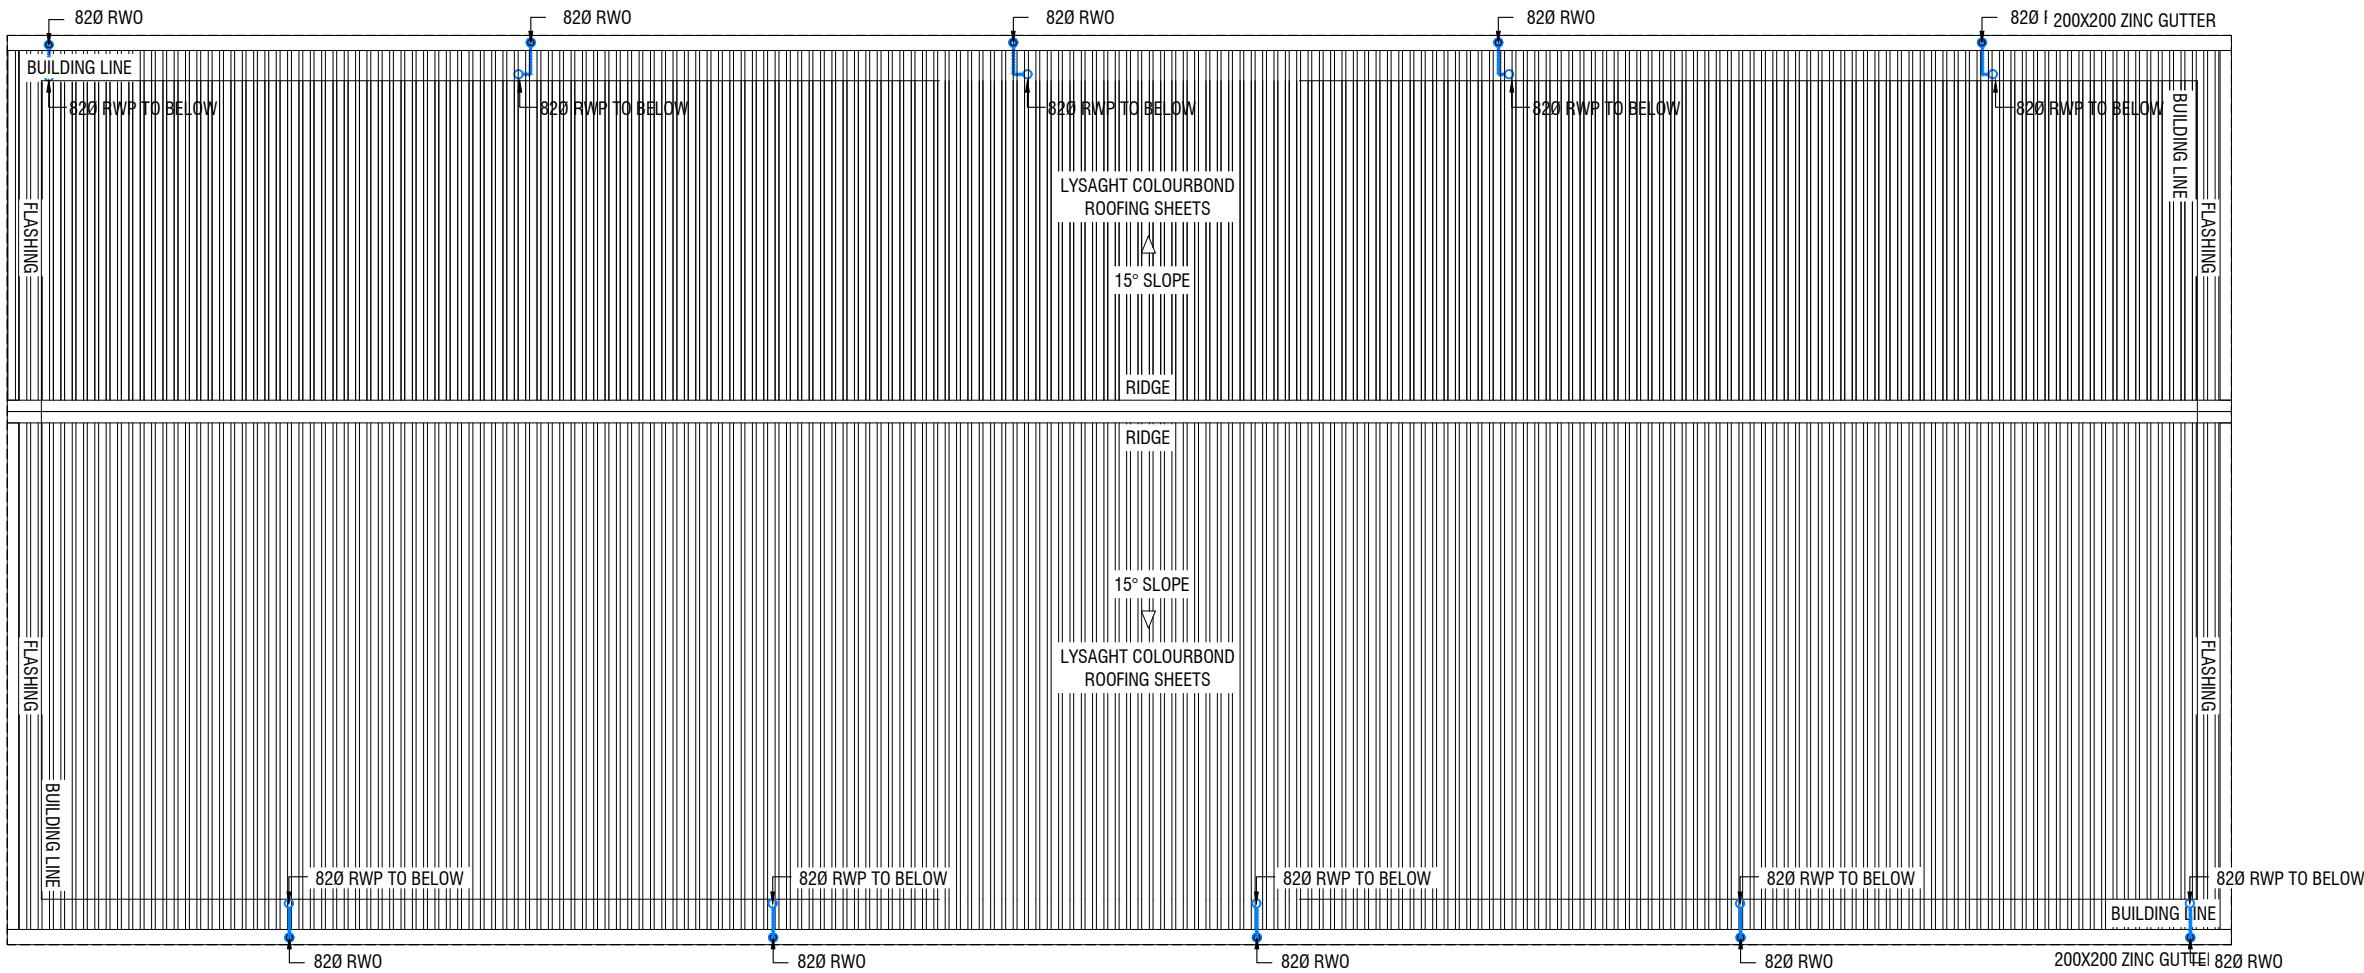 82Ø RWO
82Ø RWO
82Ø RWO
82Ø RWO
82Ø
200X200 ZINC GUTTER
BUILDING LINE
82Ø RWP TO BELOW
82Ø RWP TO BELOW
82Ø RWP TO BELOW
82Ø RWP TO BELOW
82Ø RWP TO BELOW
BUILDING LINE
LYSAGHT COLOURBOND
ROOFING SHEETS
FLASHING
FLASHING
15° SLOPE
RIDGE
RIDGE
15° SLOPE
LYSAGHT COLOURBOND
ROOFING SHEETS
FLASHING
FLASHING
BUILDING LINE
82Ø RWP TO BELOW
82Ø RWP TO BELOW
82Ø RWP TO BELOW
82Ø RWP TO BELOW
82Ø RWP TO BELOW
BUILDING LINE
82Ø RWO
82Ø RWO
82Ø RWO
82Ø RWO
200X200 ZINC
82Ø RWO